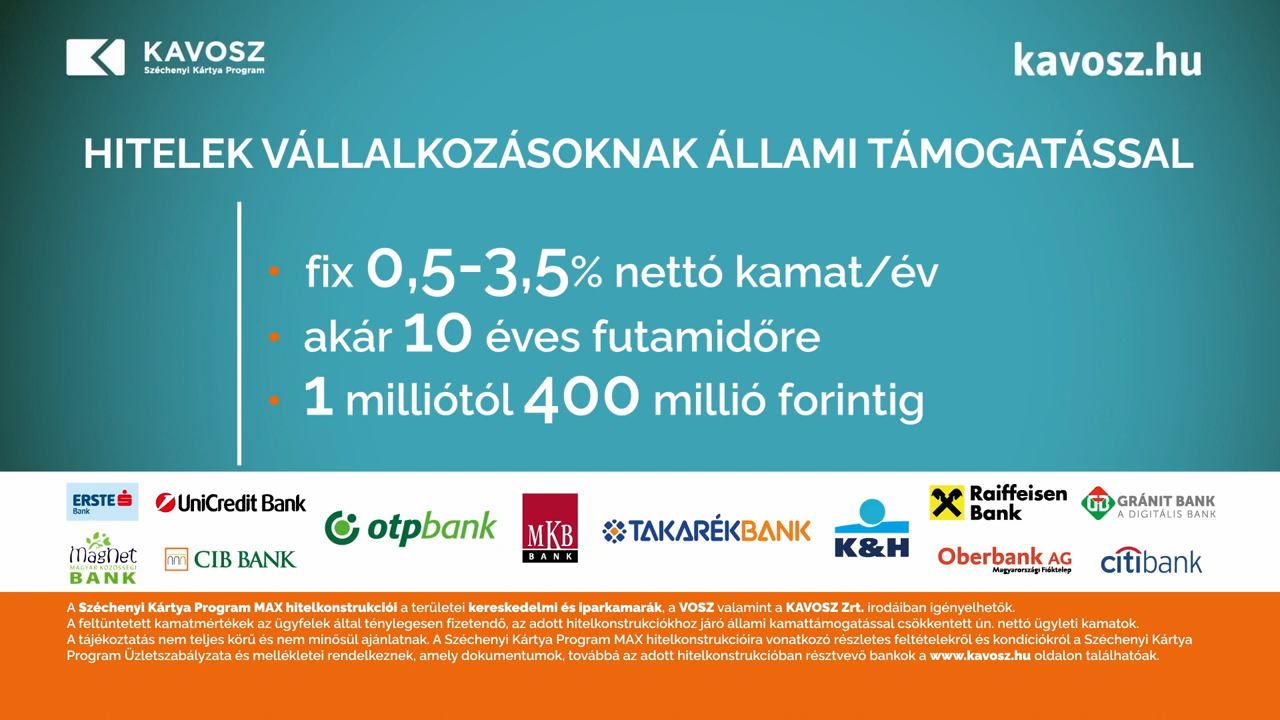 KAVOSZ
Széchenyi Kártya Program
kavosz.hu
HITELEK VÁLLALKOZÁSOKNAK ÁLLAMI TÁMOGATÁSSAL
• fix 0,5-3,5% nettó kamat/év
• akár 10 éves futamidőre
• 1 milliótól 400 millió forintig
ERSTE
Bank
UniCredit Bank
MagNet
MAGYAR KÖZÖSSÉGI
BANK
CIB BANK
otpbank
MKB
BANK
TAKARÉKBANK
K&H
Raiffeisen
Bank
GRÁNIT BANK
A DIGITÁLIS BANK
Oberbank AG
Magyarországi Fióktelep
citibank
A Széchenyi Kártya Program MAX hitelkonstrukciói a területei kereskedelmi és iparkamarák, a VOSZ valamint a KAVOSZ Zrt. irodáiban igényelhetők.
A feltüntetett kamatmértékek az ügyfelek által ténylegesen fizetendő, az adott hitelkonstrukciókhoz járó állami kamattámogatással csökkentett ún. nettó ügyleti kamatok.
A tájékoztatás nem teljes körű és nem minősül ajánlatnak. A Széchenyi Kártya Program MAX hitelkonstrukcióira vonatkozó részletes feltételekről és kondíciókról a Széchenyi Kártya
Program Üzletszabályzata és mellékletei rendelkeznek, amely dokumentumok, továbbá az adott hitelkonstrukcióban résztvevő bankok a www.kavosz.hu oldalon találhatóak.